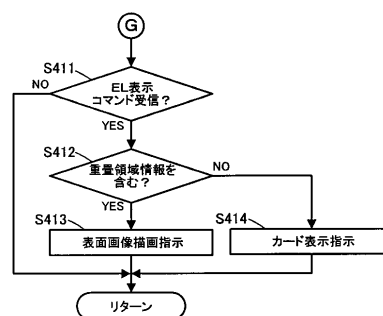 G
S411
NO
EL表示
コマンド受信？
YES
S412
重畳領域情報を
含む？
NO
YES
S413
S414
表面画像描画指示
カード表示指示
リターン